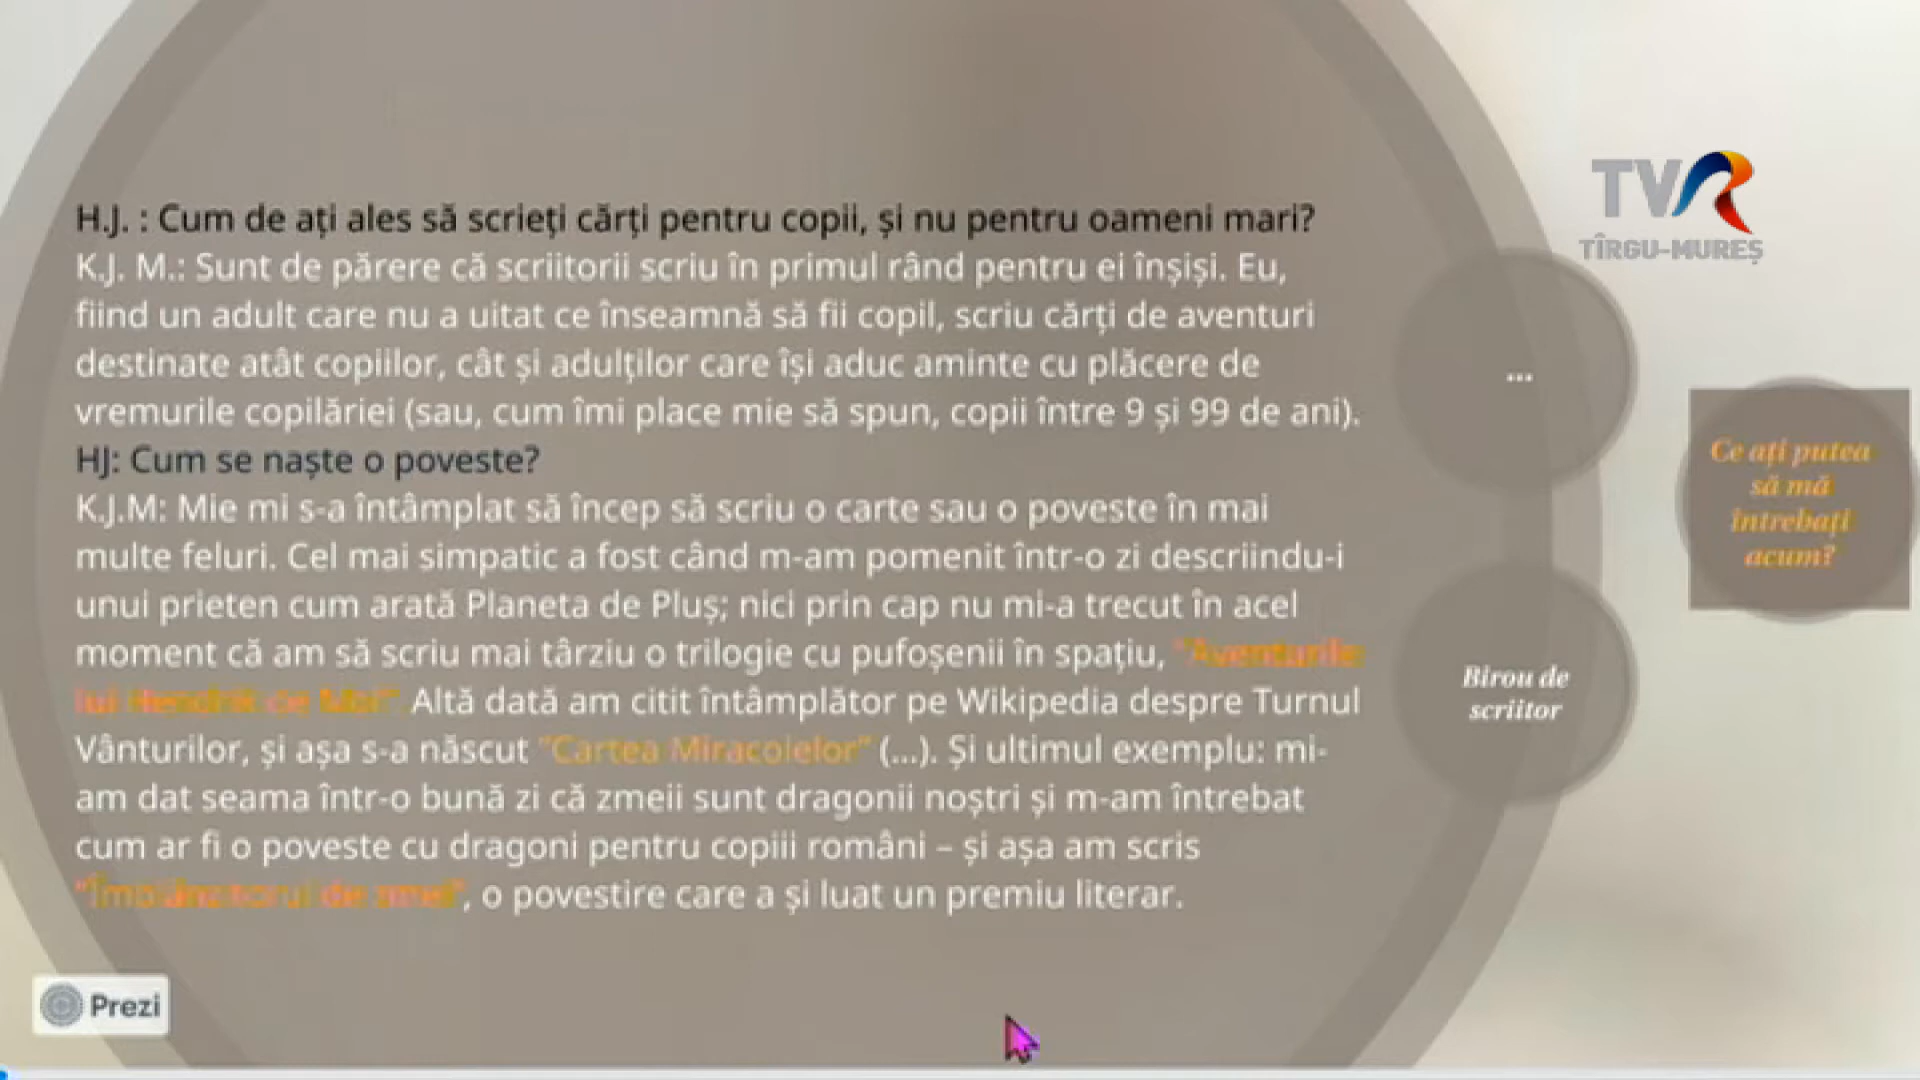 H.J. : Cum de ați ales să scrieți cărți pentru copii, și nu pentru oameni mari?
K.J. M.: Sunt de părere că scriitorii scriu în primul rând pentru ei înșiși. Eu,
fiind un adult care nu a uitat ce înseamnă să fii copil, scriu cărți de aventuri
destinate atât copiilor, cât și adulților care își aduc aminte cu plăcere de
vremurile copilăriei (sau, cum îmi place mie să spun, copii între 9 și 99 de ani).
HJ: Cum se naște o poveste?
K.J.M: Mie mi s-a întâmplat să încep să scriu o carte sau o poveste în mai
multe feluri. Cel mai simpatic a fost când m-am pomenit într-o zi descriindu-i
unui prieten cum arată Planeta de Pluș; nici prin cap nu mi-a trecut în acel
moment că am să scriu mai târziu o trilogie cu pufoșenii în spațiu, "Aventurile
lui Hendrik Altă dată am citit întâmplător pe Wikipedia despre Turnul
Vânturilor, și așa s-a născut "Cartea Miracolelor" (...). Și ultimul exemplu: mi-
am dat seama într-o bună zi că zmeii sunt dragonii noștri și m-am întrebat
cum ar fi o poveste cu dragoni pentru copiii români – și așa am scris
"Îmblânzitorul de zmei", o povestire care a și luat un premiu literar.
TVR
TÎRGU-MUREȘ
...
Ce ați putea
să mă
întrebați
acum?
Birou de
scriitor
Prezi